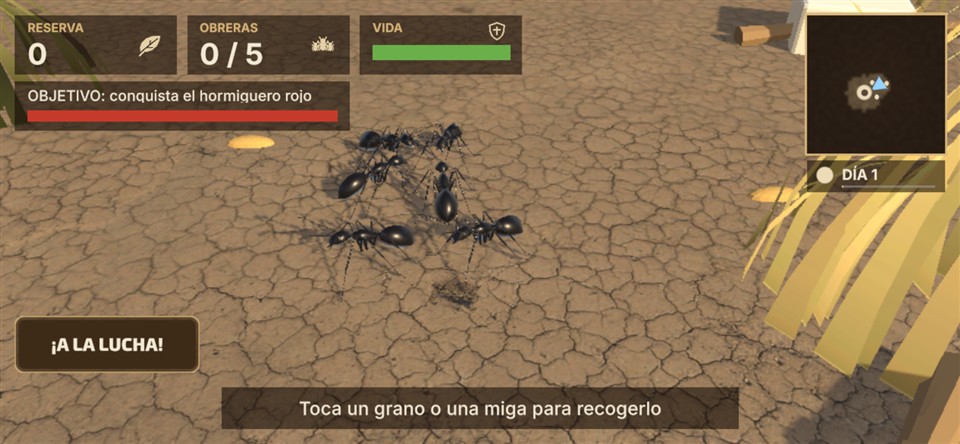 RESERVA
0
OBRERAS
0 / 5
VIDA
OBJETIVO: conquista el hormiguero rojo
DÍA 1
¡A LA LUCHA!
Toca un grano o una miga para recogerlo